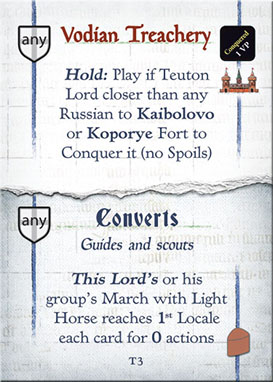 any
Vodian Treachery
Conquered
1 VP
Hold: Play if Teuton
Lord closer than any
Russian to Kaibolovo
or Koporye Fort to
Conquer it (no Spoils)
any
Converts
Guides and scouts
This Lord's or his
group's March with Light
Horse reaches 1st Locale
each card for 0 actions
T3